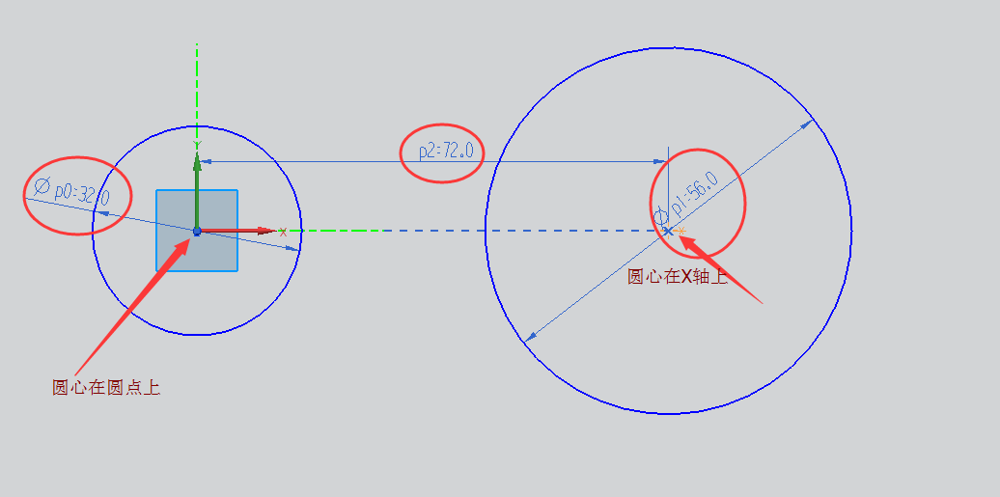 Y
p2=72.0
Ø p0=32.0
Ø p1=56.0
X
圆心在X轴上
圆心在圆点上